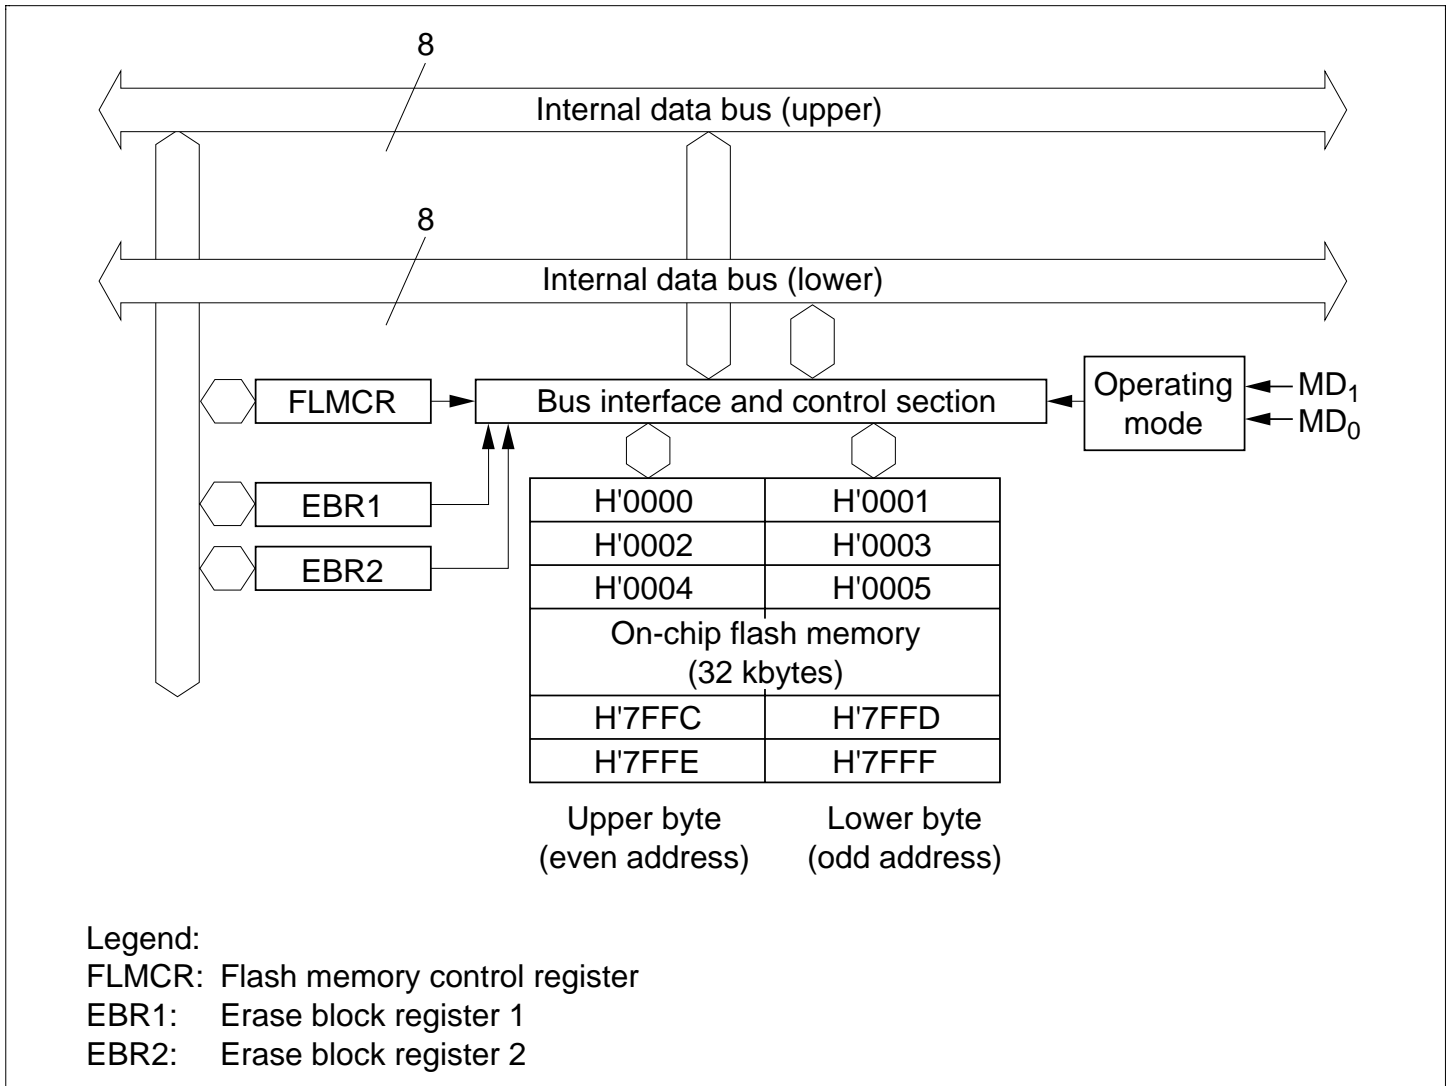 8
Internal data bus (upper)
8
Internal data bus (lower)
FLMCR
Bus interface and control section
Operating
mode
MD1
MD0
EBR1
EBR2
H'0000 H'0001
H'0002 H'0003
H'0004 H'0005
On-chip flash memory
(32 kbytes)
H'7FFC H'7FFD
H'7FFE H'7FFF
Upper byte
(even address)
Lower byte
(odd address)
Legend:
FLMCR: Flash memory control register
EBR1: Erase block register 1
EBR2: Erase block register 2